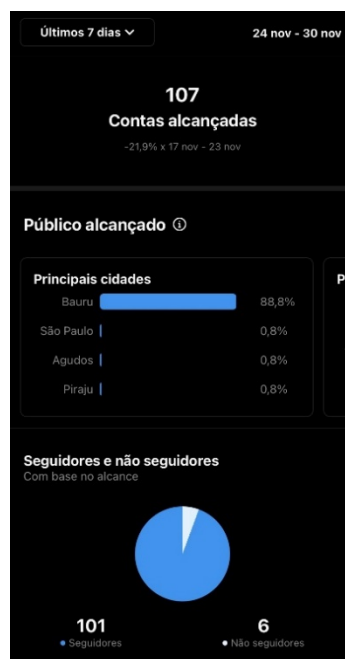 Últimos 7 dias
24 nov - 30 nov
107
Contas alcançadas
-21,9% x 17 nov - 23 nov
Público alcançado
Principais cidades
P
Bauru 88,8%
São Paulo 0,8%
Agudos 0,8%
Piraju 0,8%
Seguidores e não seguidores
Com base no alcance
101 6
Seguidores Não seguidores